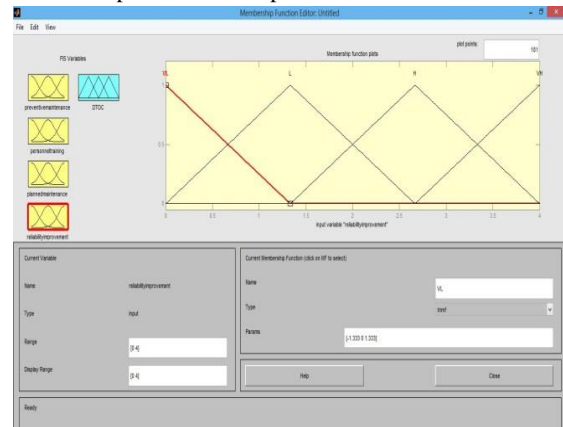 Membership Function Editor: Untitled
File Edit View
FIS Variables
Membership function plots
plot points:
101
preventivemaintenance
DTOC
personneltraining
plannedmaintenance
reliabilityimprovement
VL
L
H
VH
1
0.5
0
0 0.5 1 1.5 2 2.5 3 3.5 4
input variable "reliabilityimprovement"
Current Variable
Name reliabilityimprovement
Type input
Range [0 4]
Display Range [0 4]
Current Membership Function (click on MF to select)
Name VL
Type trimf
Params [-1.333 0 1.333]
Help Close
Ready